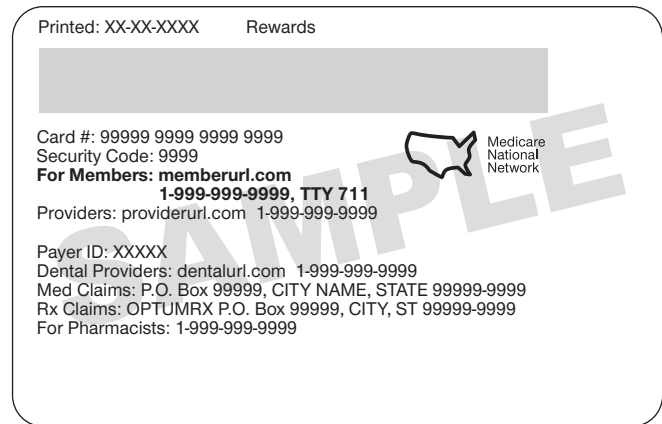 Printed: XX-XX-XXXX Rewards
Card #: 99999 9999 9999 9999
Security Code: 9999
For Members: memberurl.com
1-999-999-9999, TTY 711
Providers: providerurl.com 1-999-999-9999
Medicare
National
Network
Payer ID: XXXXX
Dental Providers: dentalurl.com 1-999-999-9999
Med Claims: P.O. Box 99999, CITY NAME, STATE 99999-9999
Rx Claims: OPTUMRX P.O. Box 99999, CITY, ST 99999-9999
For Pharmacists: 1-999-999-9999
SAMPLE